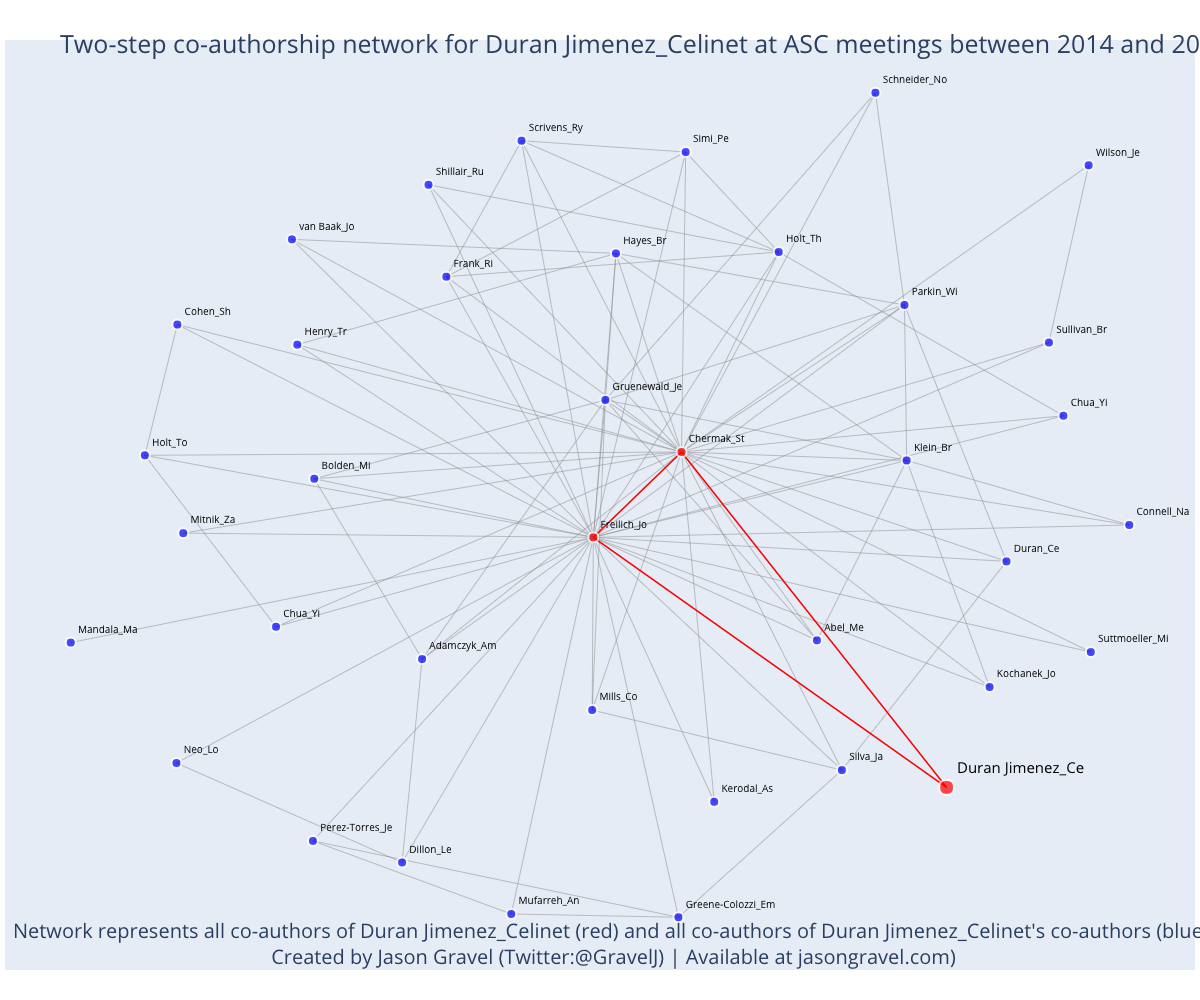 Two-step co-authorship network for Duran Jimenez_Celinet at ASC meetings between 2014 and 20
Schneider_No
Scrivens_Ry
Simi_Pe
Wilson_Je
Shillair_Ru
van Baak_Jo
Hayes_Br
Holt_Th
Frank_Ri
Parkin_Wi
Cohen_Sh
Henry_Tr
Sullivan_Br
Gruenewald_Je
Chua_Yi
Chermak_St
Holt_To
Klein_Br
Bolden_Mi
Connell_Na
Mitnik_Za
Freilich_Jo
Duran_Ce
Chua_Yi
Abel_Me
Mandala_Ma
Adamczyk_Am
Suttmoeller_Mi
Kochanek_Jo
Mills_Co
Neo_Lo
Silva_Ja
Duran Jimenez_Ce
Kerodal_As
Perez-Torres_Je
Dillon_Le
Mufarreh_An
Greene-Colozzi_Em
Network represents all co-authors of Duran Jimenez_Celinet (red) and all co-authors of Duran Jimenez_Celinet's co-authors (blue
Created by Jason Gravel (Twitter:@GravelJ) | Available at jasongravel.com)